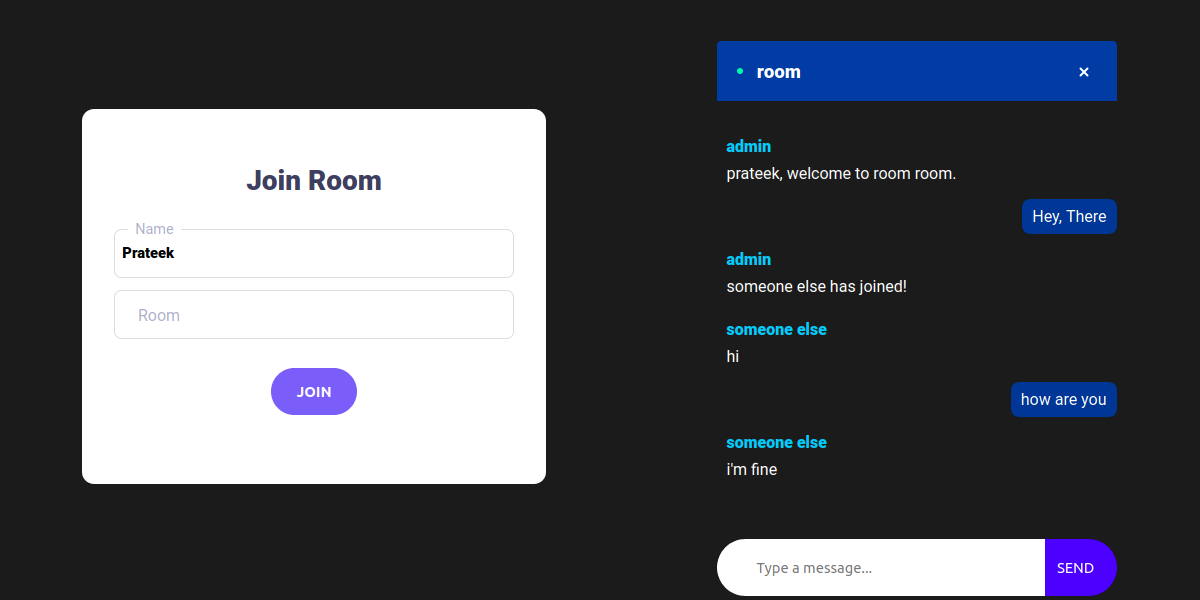 Join Room
Name
Prateek
Room
JOIN
room
admin
prateek, welcome to room room.
Hey, There
admin
someone else has joined!
someone else
hi
how are you
someone else
i'm fine
Type a message...
SEND